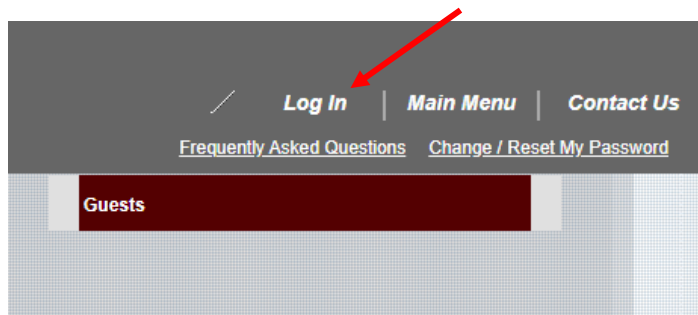 Log In | Main Menu | Contact Us
Frequently Asked Questions Change / Reset My Password
Guests